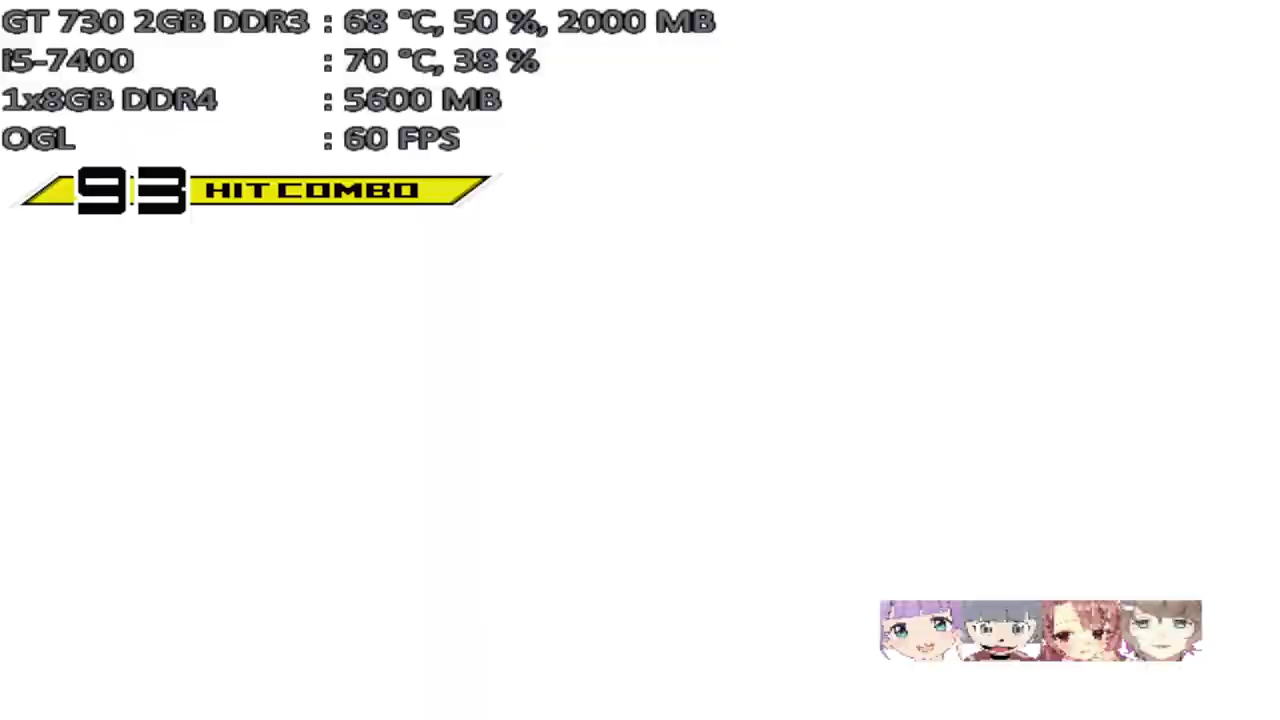 GT 730 2GB DDR3 : 68 °C, 50 %, 2000 MB
i5-7400 : 70 °C, 38 %
1x8GB DDR4 : 5600 MB
OGL : 60 FPS
93 HIT COMBO